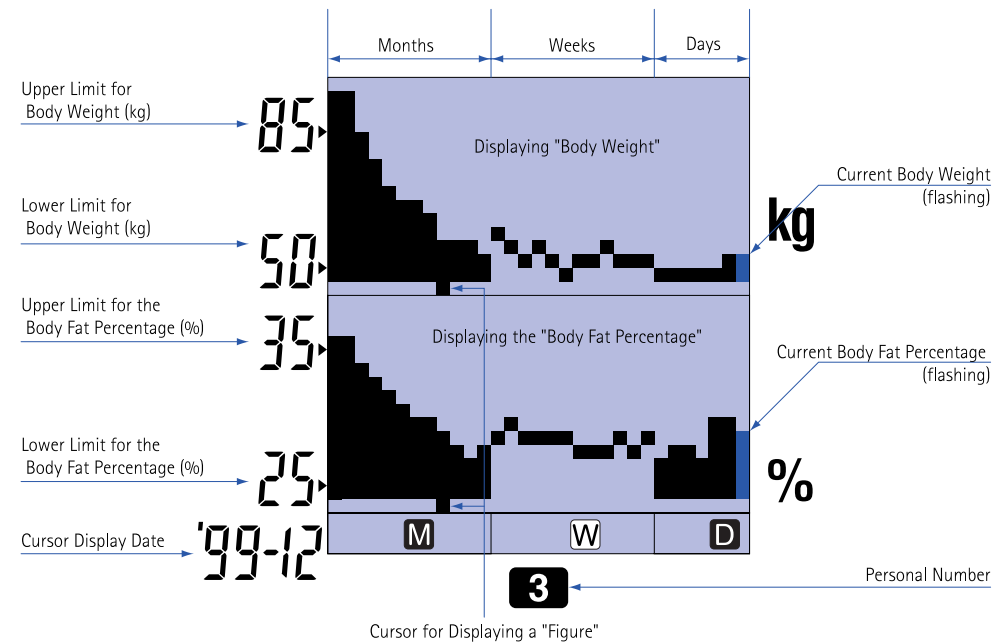 Months
Weeks
Days
Upper Limit for
Body Weight (kg)
85
Displaying "Body Weight"
Current Body Weight
(flashing)
Lower Limit for
Body Weight (kg)
50
kg
Upper Limit for the
Body Fat Percentage (%)
35
Displaying the "Body Fat Percentage"
Current Body Fat Percentage
(flashing)
Lower Limit for the
Body Fat Percentage (%)
25
%
Cursor Display Date
'99-12
M
W
D
3
Personal Number
Cursor for Displaying a "Figure"